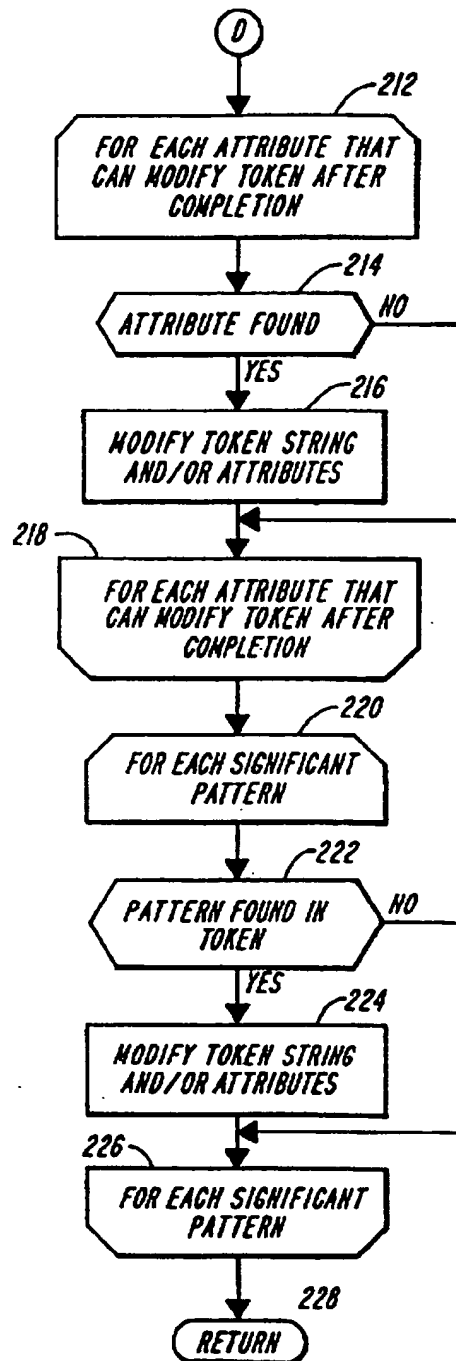 D
212
FOR EACH ATTRIBUTE THAT
CAN MODIFY TOKEN AFTER
COMPLETION
214
ATTRIBUTE FOUND
NO
YES
216
MODIFY TOKEN STRING
AND/OR ATTRIBUTES
218
FOR EACH ATTRIBUTE THAT
CAN MODIFY TOKEN AFTER
COMPLETION
220
FOR EACH SIGNIFICANT
PATTERN
222
PATTERN FOUND IN
TOKEN
NO
YES
224
MODIFY TOKEN STRING
AND/OR ATTRIBUTES
226
FOR EACH SIGNIFICANT
PATTERN
228
RETURN